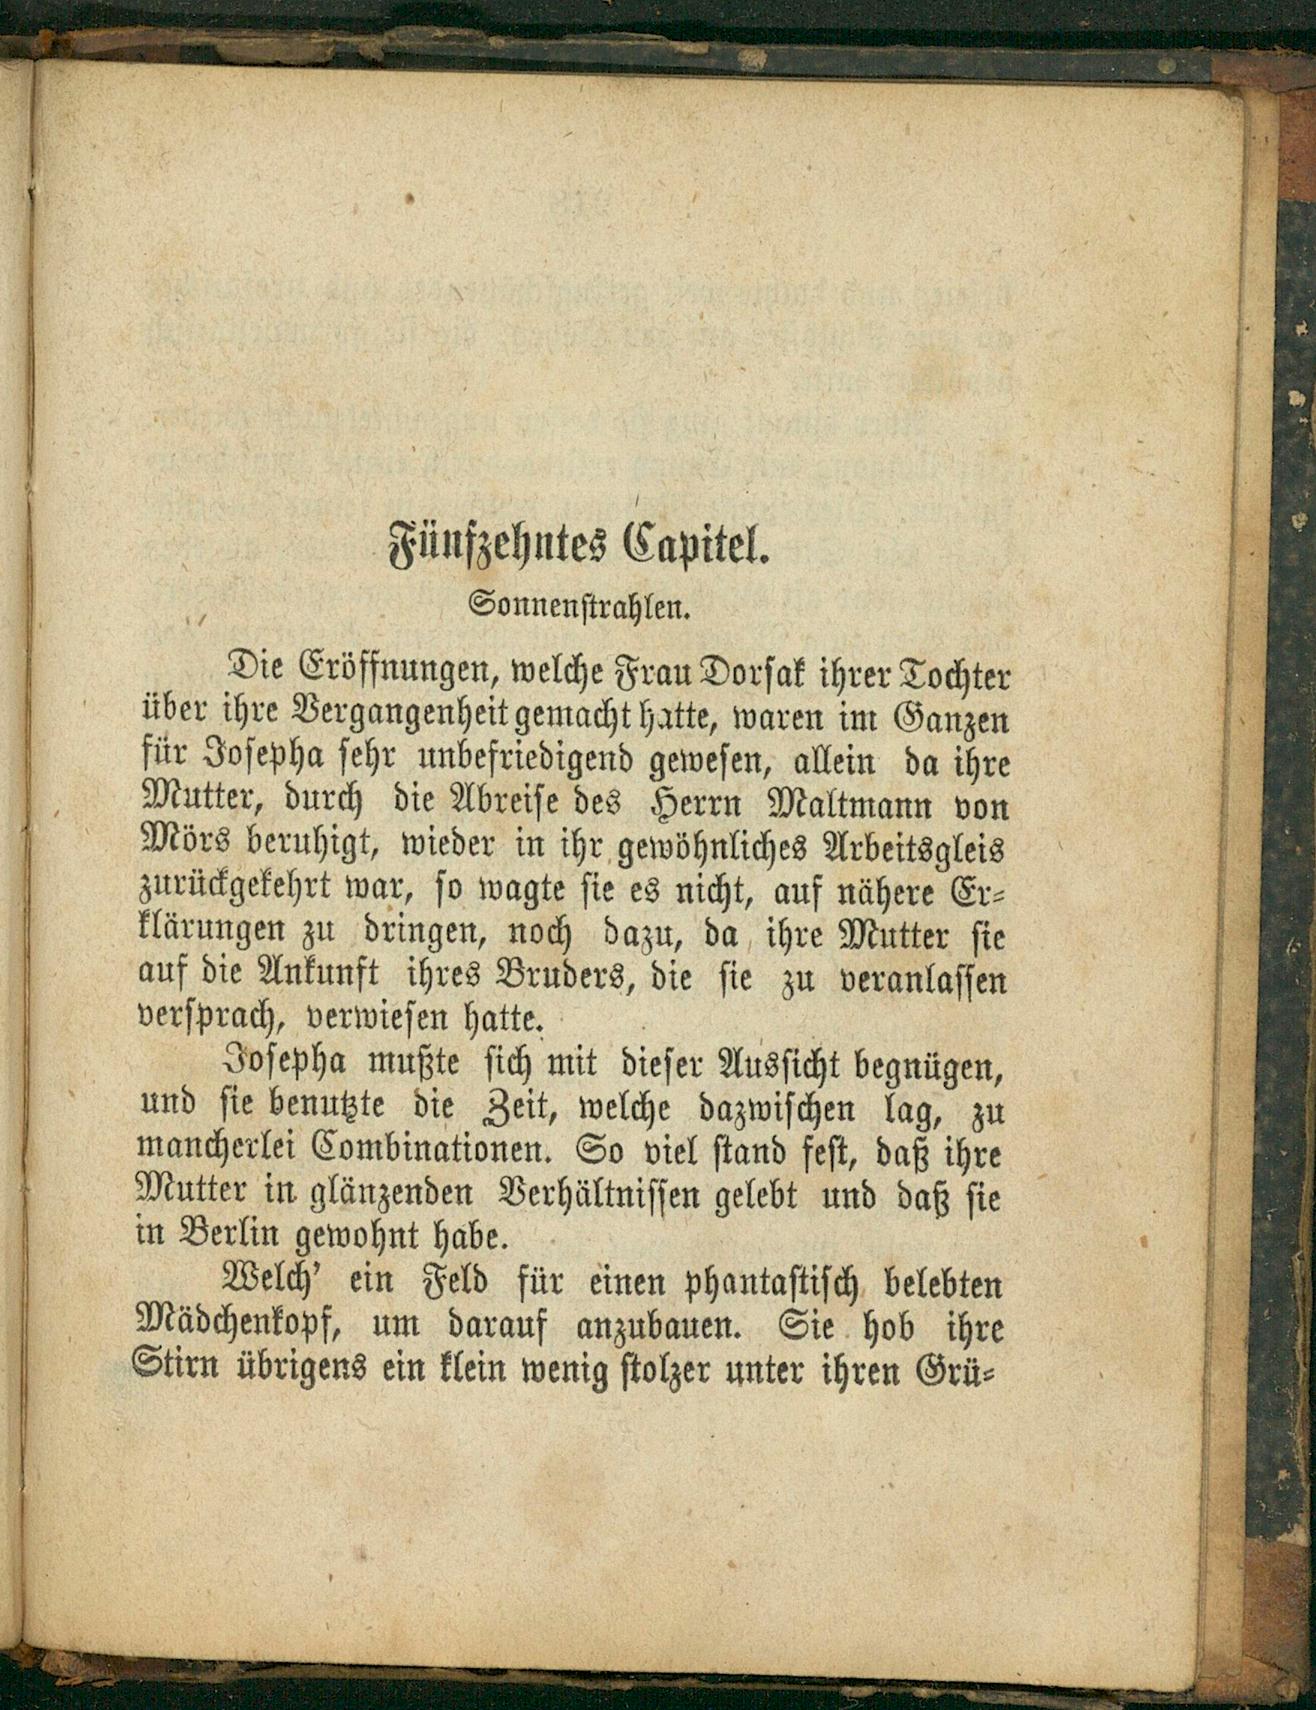 Fünfzehntes Capitel.
Sonnenstrahlen.
Die Eröffnungen, welche Frau Dorsak ihrer Tochter
über ihre Vergangenheit gemacht hatte, waren im Ganzen
für Josepha sehr unbefriedigend gewesen, allein da ihre
Mutter, durch die Abreise des Herrn Maltmann von
Mörs beruhigt, wieder in ihr gewöhnliches Arbeitsgleis
zurückgekehrt war, so wagte sie es nicht, auf nähere Er-
klärungen zu dringen, noch dazu, da ihre Mutter sie
auf die Ankunft ihres Bruders, die sie zu veranlassen
versprach, verwiesen hatte.
Josepha mußte sich mit dieser Aussicht begnügen,
und sie benutzte die Zeit, welche dazwischen lag, zu
mancherlei Combinationen. So viel stand fest, daß ihre
Mutter in glänzenden Verhältnissen gelebt und daß sie
in Berlin gewohnt habe.
Welch' ein Feld für einen phantastisch belebten
Mädchenkopf, um darauf anzubauen. Sie hob ihre
Stirn übrigens ein klein wenig stolzer unter ihren Grü-